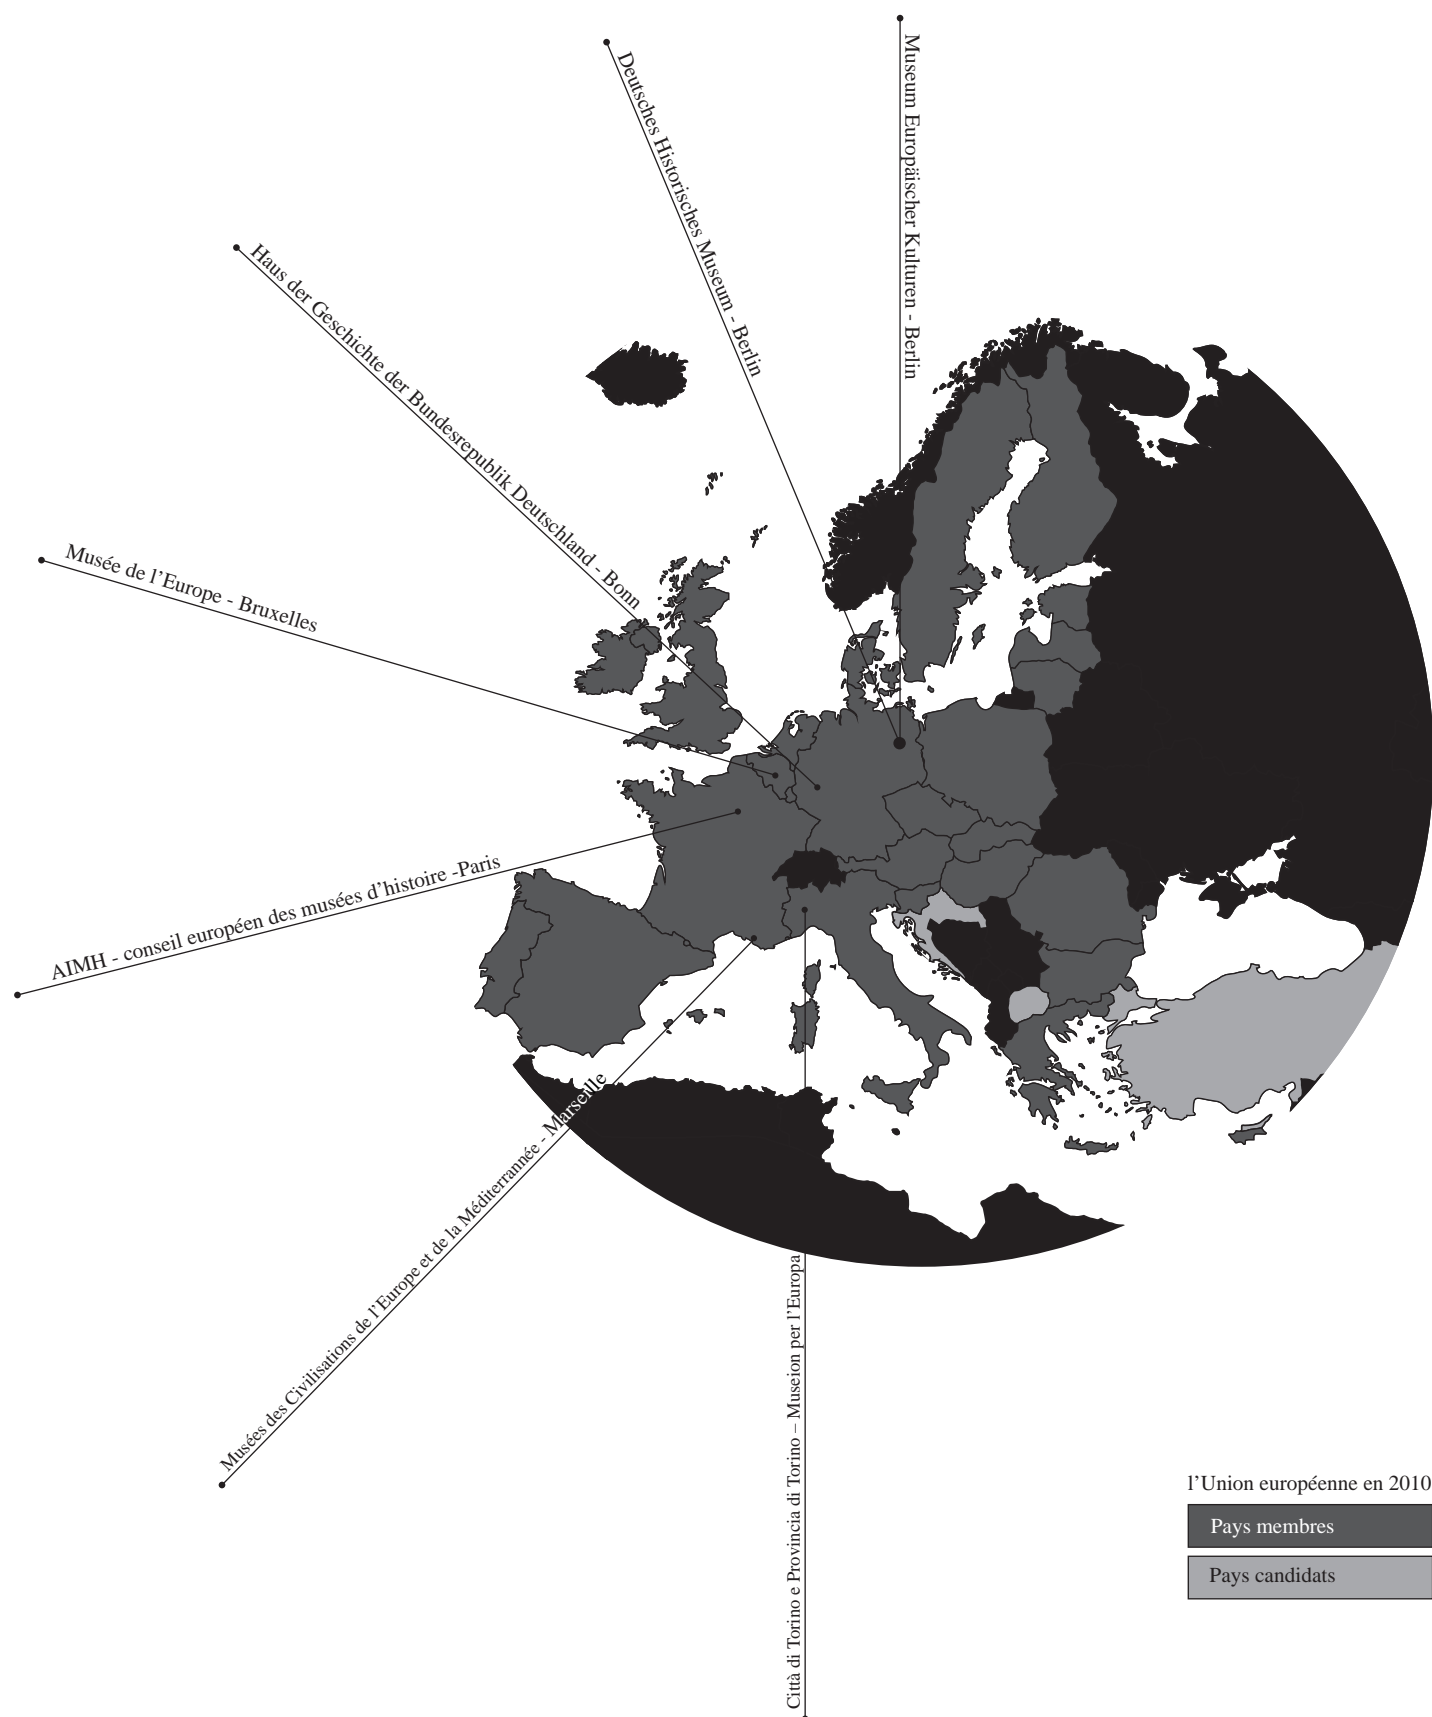 Museum Europäischer Kulturen - Berlin
Deutsches Historisches Museum - Berlin
Haus der Geschichte der Bundesrepublik Deutschland - Bonn
Musée de l’Europe - Bruxelles
AIMH - conseil européen des musées d’histoire -Paris
Musées des Civilisations de l’Europe et de la Méditerrannée - Marseille
Città di Torino e Provincia di Torino – Museion per l’Europa
l’Union européenne en 2010
Pays membres
Pays candidats